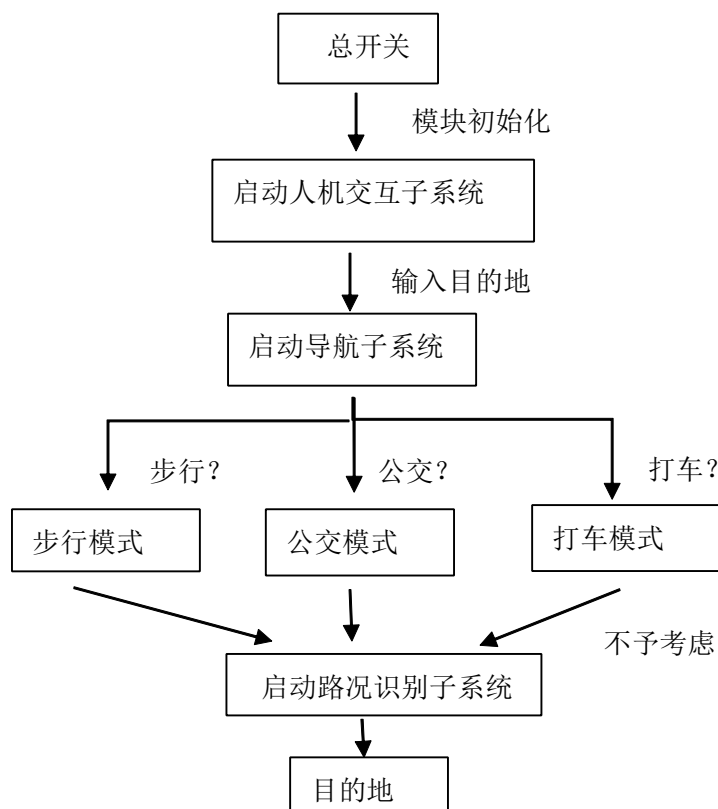 总开关
模块初始化
启动人机交互子系统
输入目的地
启动导航子系统
步行？
公交？
打车？
步行模式
公交模式
打车模式
不予考虑
启动路况识别子系统
目的地